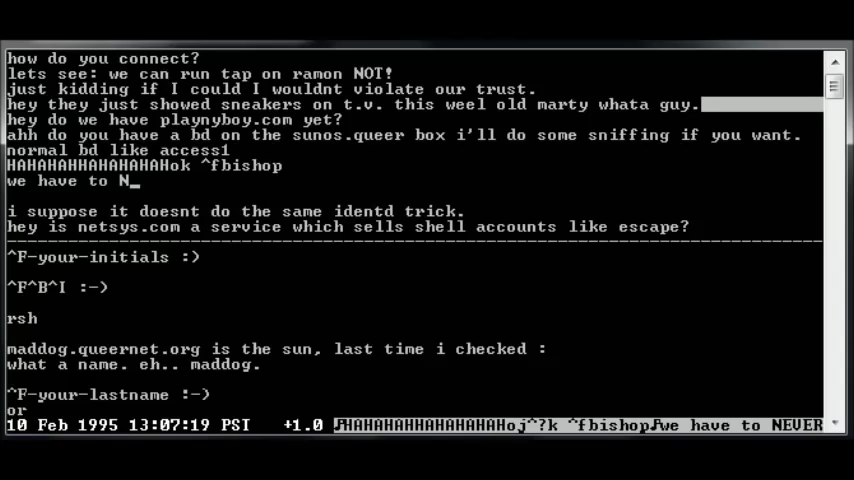 how do you connect?
lets see: we can run tap on ramon NOT!
just kidding if I could I wouldnt violate our trust.
hey they just showed sneakers on t.v. this weel old marty whata guy.
hey do we have playnyboy.com yet?
ahh do you have a bd on the sunos.queer box i'll do some sniffing if you want.
normal bd like access1
HAHAHAHHAHAHAHAHok ^fbishop
we have to N_
i suppose it doesnt do the same identd trick.
hey is netsys.com a service which sells shell accounts like escape?
^F-your-initials :)
^F^B^I :-)
rsh
maddog.queernet.org is the sun, last time i checked :
what a name. eh.. maddog.
^F-your-lastname :-)
or
10 Feb 1995 13:07:19 PSI +1.0 ♪HAHAHAHHAHAHAHAHoj^?k ^fbishop♪we have to NEVER